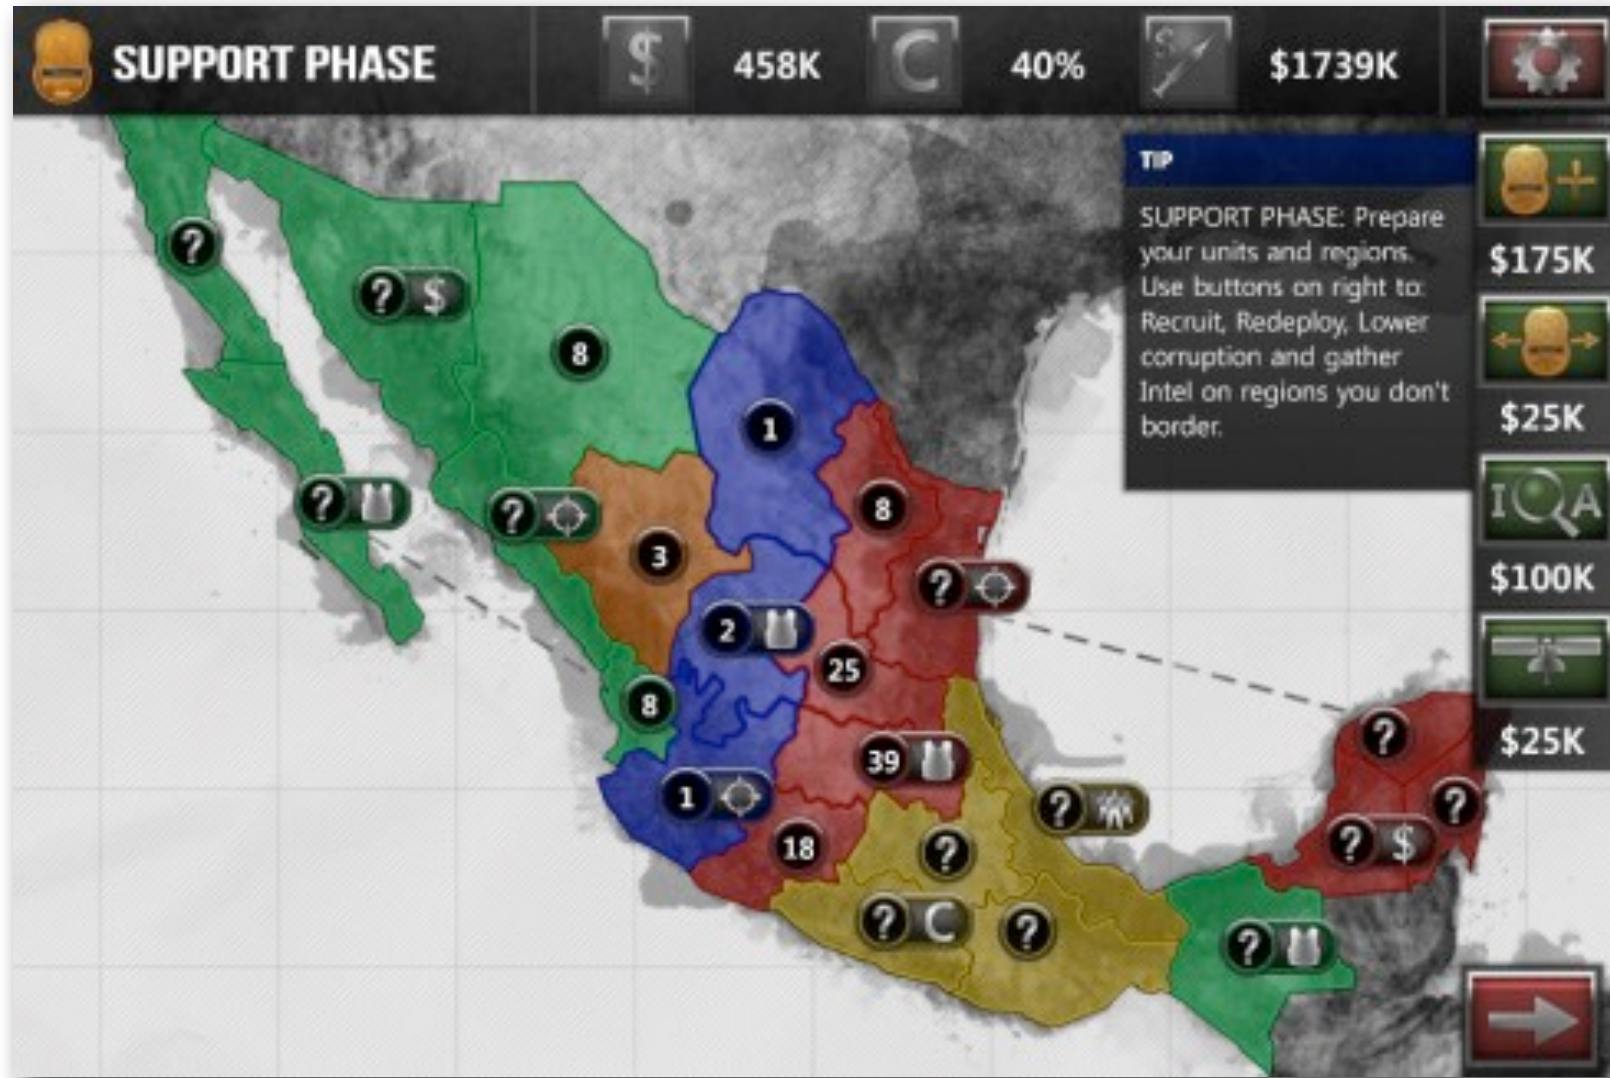 SUPPORT PHASE
$
458K
C
40%
$
$1739K
TIP
SUPPORT PHASE: Prepare
your units and regions.
Use buttons on right to:
Recruit, Redeploy, Lower
corruption and gather
Intel on regions you don't
border.
+
$175K
$25K
I A
$100K
$25K
?
? $
8
1
?
?
8
3
?
2
25
8
?
39
1
?
18
?
?
? $
?
? C
?
?